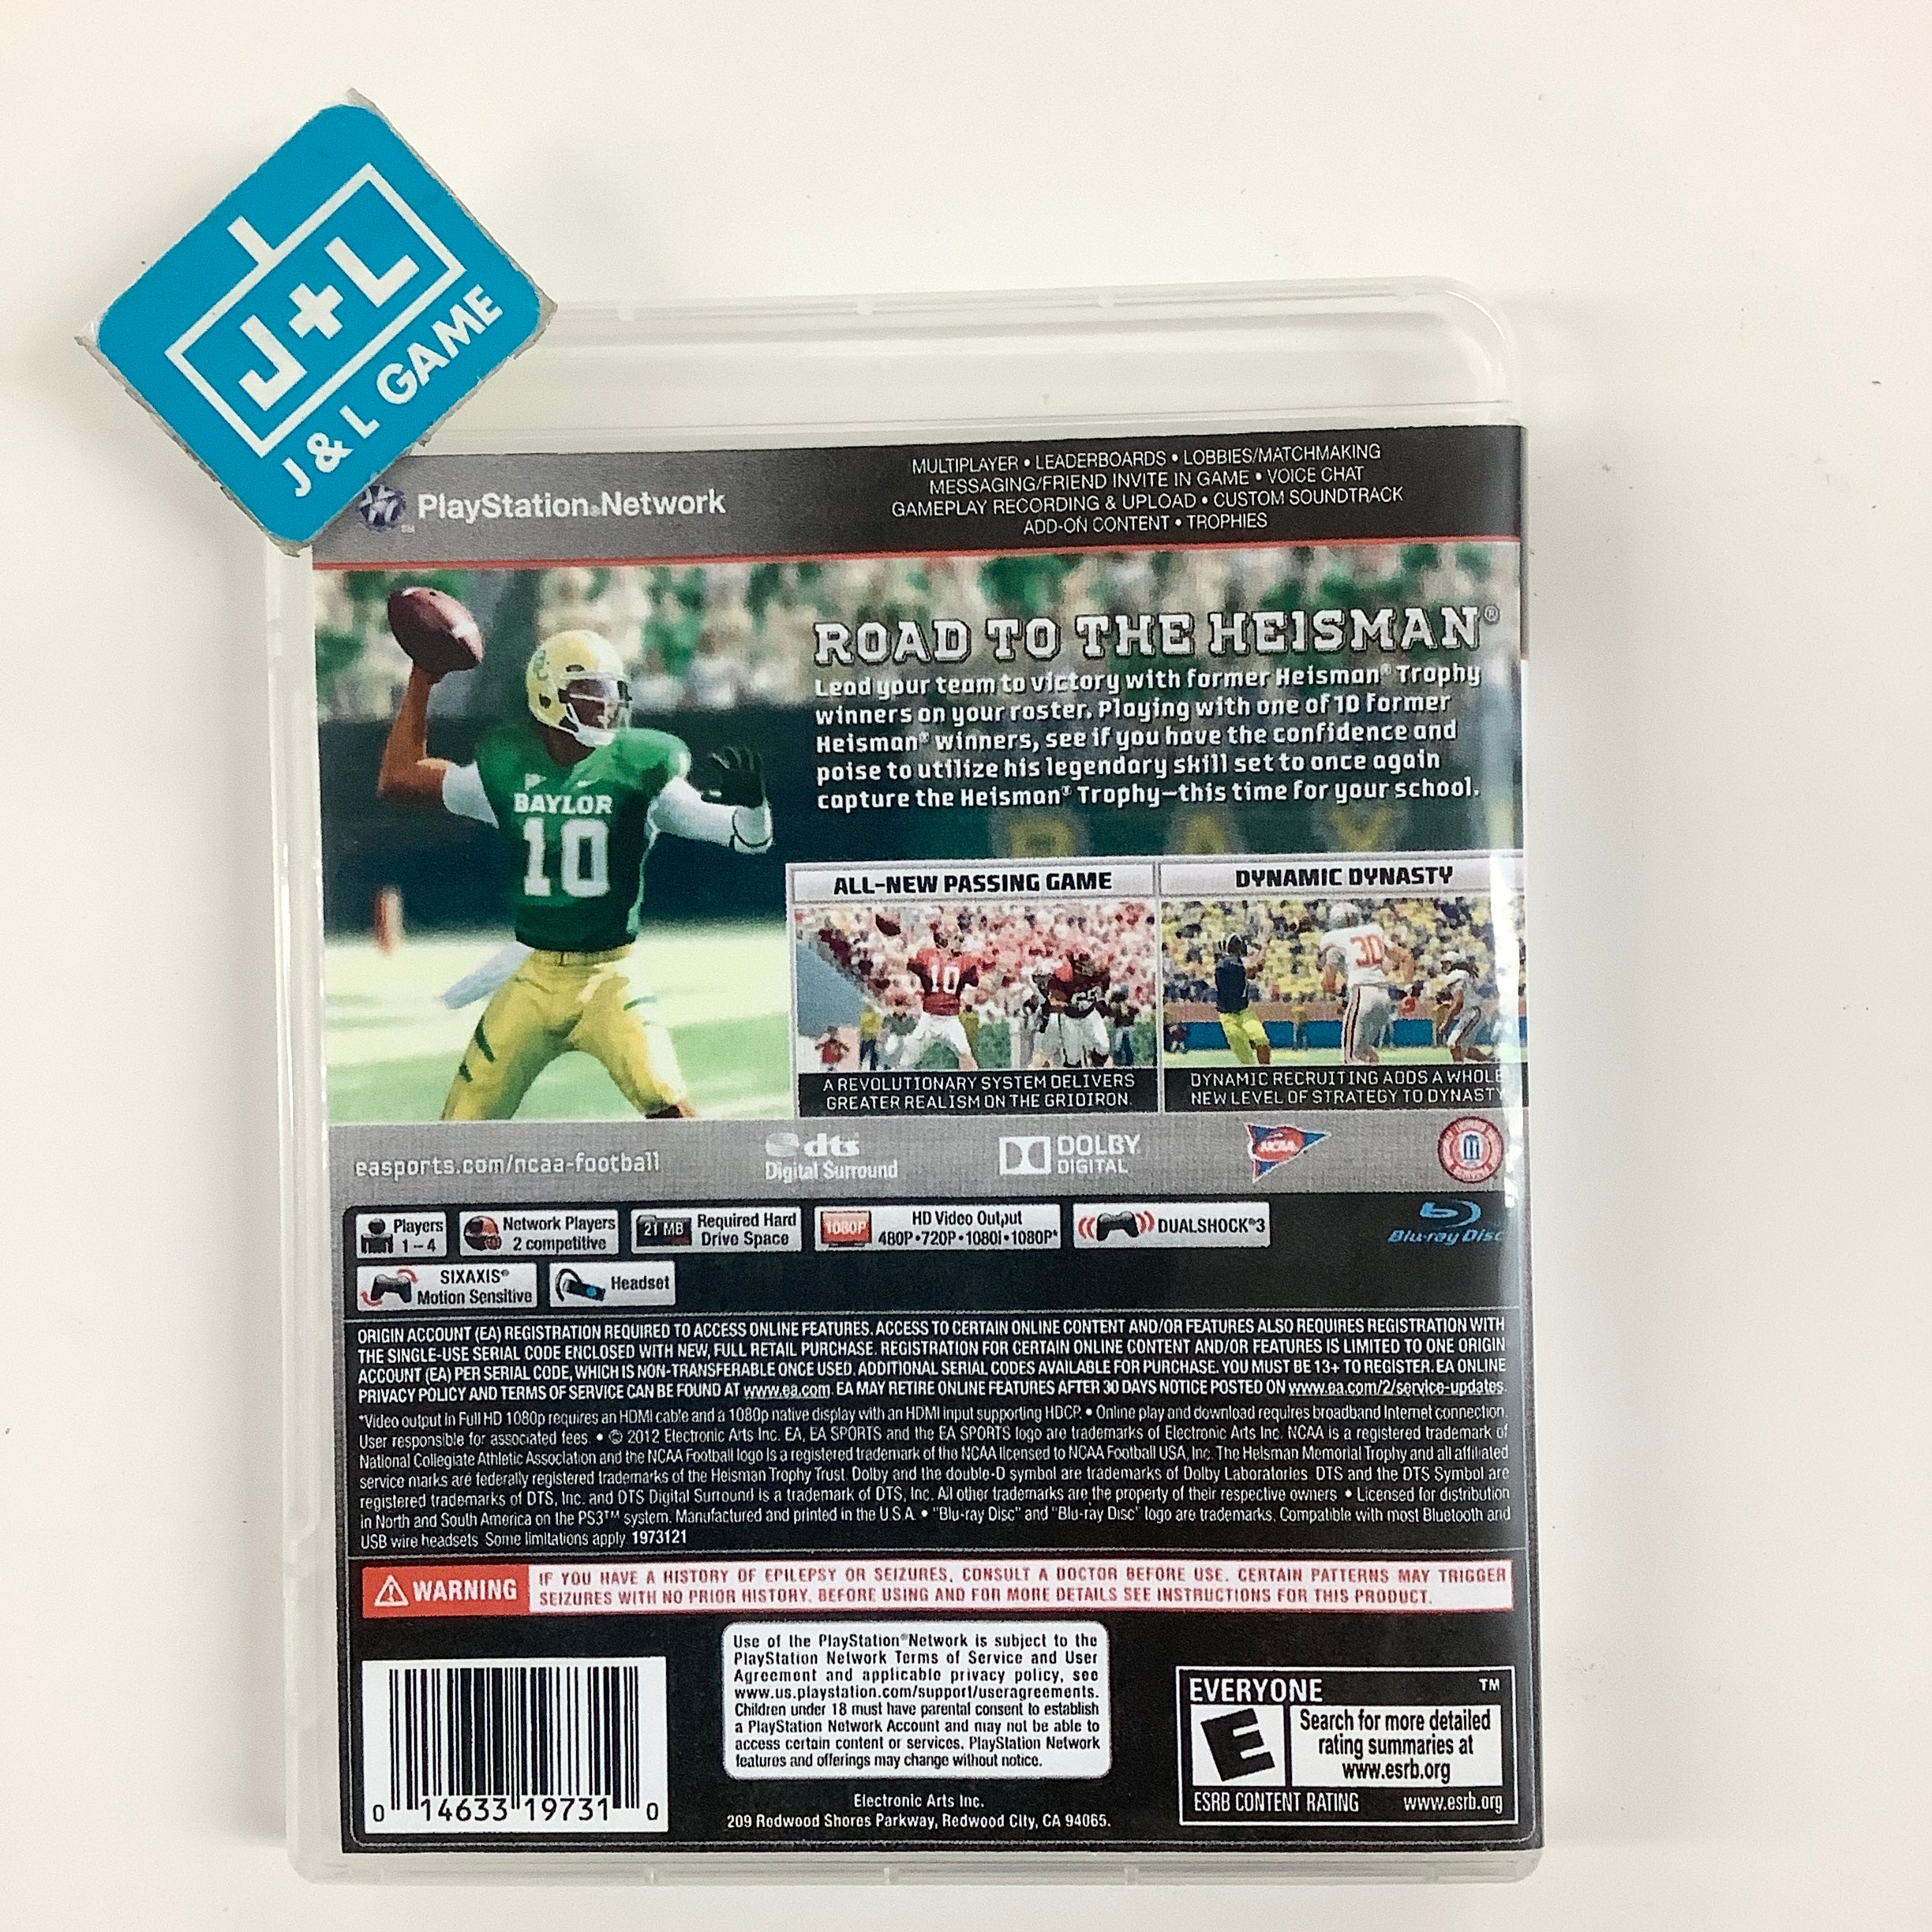 J+L
J & L GAME
PlayStation®Network
SM
MULTIPLAYER • LEADERBOARDS • LOBBIES/MATCHMAKING
MESSAGING/FRIEND INVITE IN GAME • VOICE CHAT
GAMEPLAY RECORDING & UPLOAD • CUSTOM SOUNDTRACK
ADD-ON CONTENT • TROPHIES
ROAD TO THE HEISMAN®
Lead your team to victory with former Heisman® Trophy
winners on your roster. Playing with one of 10 former
Heisman® winners, see if you have the confidence and
poise to utilize his legendary skill set to once again
capture the Heisman® Trophy—this time for your school.
BAYLOR
10
BAY
ALL-NEW PASSING GAME
10
A REVOLUTIONARY SYSTEM DELIVERS
GREATER REALISM ON THE GRIDIRON.
DYNAMIC DYNASTY
30
DYNAMIC RECRUITING ADDS A WHOLE
NEW LEVEL OF STRATEGY TO DYNASTY
easports.com/ncaa-football
dts
Digital Surround
DOLBY
DIGITAL
NCAA
Players
1–4
Network Players
2 competitive
21 MB
Required Hard
Drive Space
1080P
HD Video Output
480P•720P•1080i•1080P*
DUALSHOCK®3
Blu-ray Disc
SIXAXIS®
Motion Sensitive
Headset
ORIGIN ACCOUNT (EA) REGISTRATION REQUIRED TO ACCESS ONLINE FEATURES. ACCESS TO CERTAIN ONLINE CONTENT AND/OR FEATURES ALSO REQUIRES REGISTRATION WITH
THE SINGLE-USE SERIAL CODE ENCLOSED WITH NEW, FULL RETAIL PURCHASE. REGISTRATION FOR CERTAIN ONLINE CONTENT AND/OR FEATURES IS LIMITED TO ONE ORIGIN
ACCOUNT (EA) PER SERIAL CODE, WHICH IS NON-TRANSFERABLE ONCE USED. ADDITIONAL SERIAL CODES AVAILABLE FOR PURCHASE. YOU MUST BE 13+ TO REGISTER. EA ONLINE
PRIVACY POLICY AND TERMS OF SERVICE CAN BE FOUND AT www.ea.com. EA MAY RETIRE ONLINE FEATURES AFTER 30 DAYS NOTICE POSTED ON www.ea.com/2/service-updates.
*Video output in Full HD 1080p requires an HDMI cable and a 1080p native display with an HDMI input supporting HDCP. • Online play and download requires broadband Internet connection.
User responsible for associated fees. • © 2012 Electronic Arts Inc. EA, EA SPORTS and the EA SPORTS logo are trademarks of Electronic Arts Inc. NCAA is a registered trademark of
National Collegiate Athletic Association and the NCAA Football logo is a registered trademark of the NCAA licensed to NCAA Football USA, Inc. The Heisman Memorial Trophy and all affiliated
service marks are federally registered trademarks of the Heisman Trophy Trust. Dolby and the double-D symbol are trademarks of Dolby Laboratories. DTS and the DTS Symbol are
registered trademarks of DTS, Inc. and DTS Digital Surround is a trademark of DTS, Inc. All other trademarks are the property of their respective owners • Licensed for distribution
in North and South America on the PS3™ system. Manufactured and printed in the U.S.A. • "Blu-ray Disc" and "Blu-ray Disc" logo are trademarks. Compatible with most Bluetooth and
USB wire headsets. Some limitations apply. 1973121
WARNING
IF YOU HAVE A HISTORY OF EPILEPSY OR SEIZURES, CONSULT A DOCTOR BEFORE USE. CERTAIN PATTERNS MAY TRIGGER
SEIZURES WITH NO PRIOR HISTORY. BEFORE USING AND FOR MORE DETAILS SEE INSTRUCTIONS FOR THIS PRODUCT.
0 14633 19731 0
Use of the PlayStation®Network is subject to the
PlayStation Network Terms of Service and User
Agreement and applicable privacy policy, see
www.us.playstation.com/support/useragreements.
Children under 18 must have parental consent to establish
a PlayStation Network Account and may not be able to
access certain content or services. PlayStation Network
features and offerings may change without notice.
Electronic Arts Inc.
209 Redwood Shores Parkway, Redwood City, CA 94065.
EVERYONE
TM
E
Search for more detailed
rating summaries at
www.esrb.org
ESRB CONTENT RATING
www.esrb.org